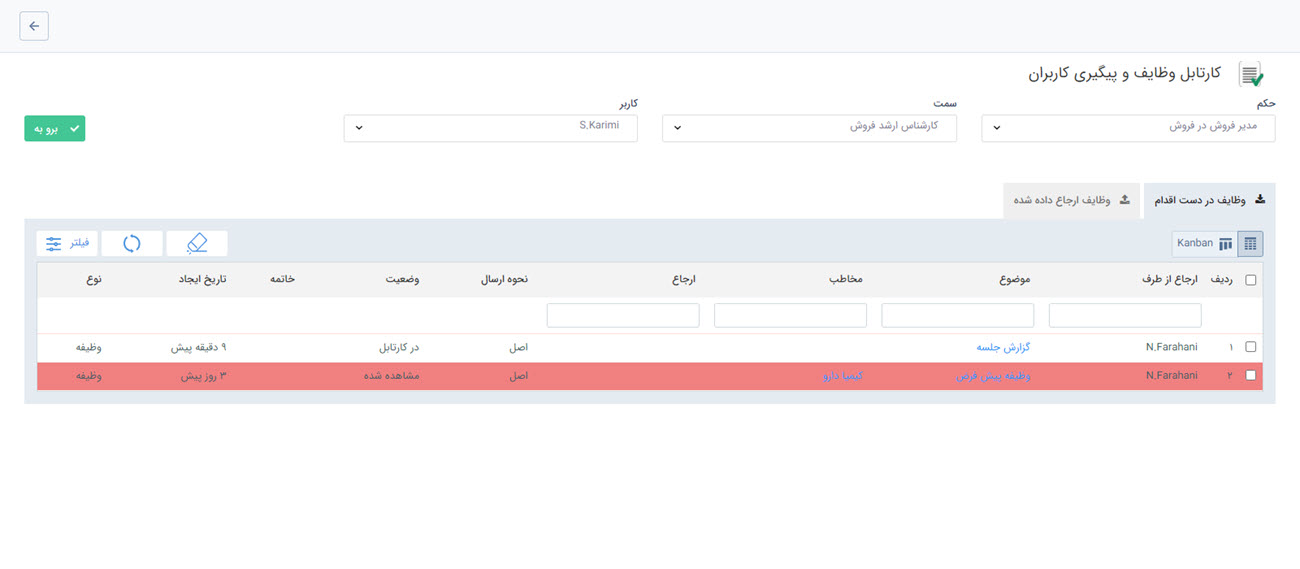 کارتابل وظایف و پیگیری کاربران
حکم سمت کاربر
مدیر فروش در فروش کارشناس ارشد فروش S.Karimi برو به
وظایف در دست اقدام وظایف ارجاع داده شده
Kanban فیلتر
ردیف ارجاع از طرف موضوع مخاطب ارجاع نحوه ارسال وضعیت خاتمه تاریخ ایجاد نوع
۱ N.Farahani گزارش جلسه اصل در کارتابل ۹ دقیقه پیش وظیفه
۲ N.Farahani وظیفه پیش فرض کیمیا دارو اصل مشاهده شده ۳ روز پیش وظیفه